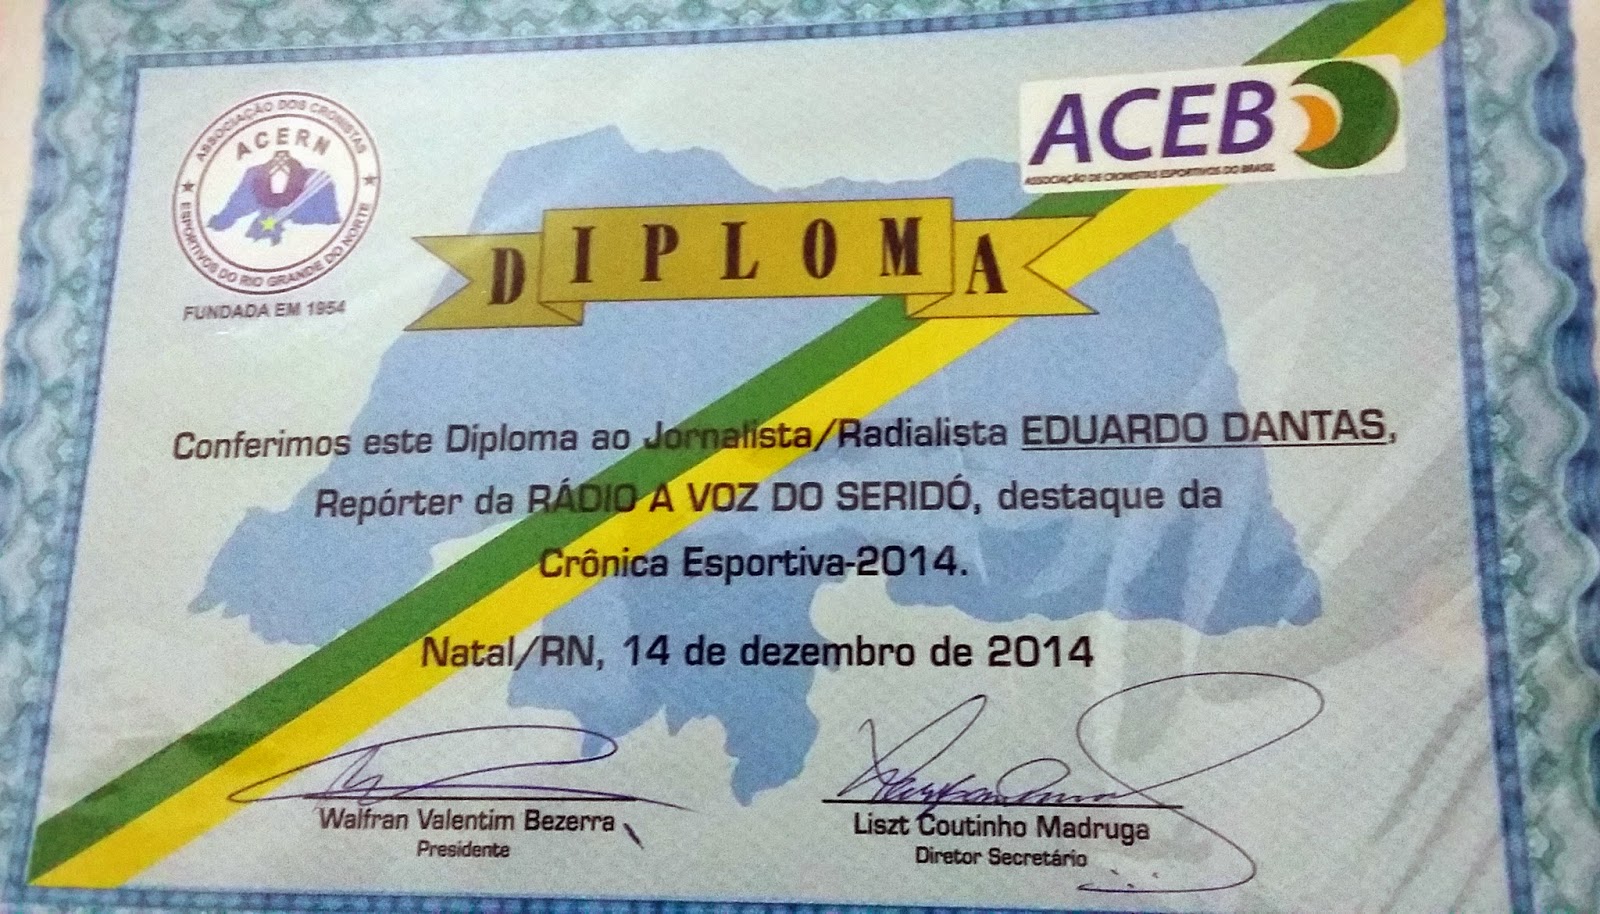 ASSOCIAÇÃO DOS CRONISTAS
ACERN
ESPORTIVOS DO RIO GRANDE DO NORTE
FUNDADA EM 1954
ACEB
ASSOCIAÇÃO DE CRONISTAS ESPORTIVOS DO BRASIL
DIPLOMA
Conferimos este Diploma ao Jornalista/Radialista EDUARDO DANTAS,
Repórter da RÁDIO A VOZ DO SERIDÓ, destaque da
Crônica Esportiva-2014.
Natal/RN, 14 de dezembro de 2014
Walfran Valentim Bezerra
Presidente
Liszt Coutinho Madruga
Diretor Secretário